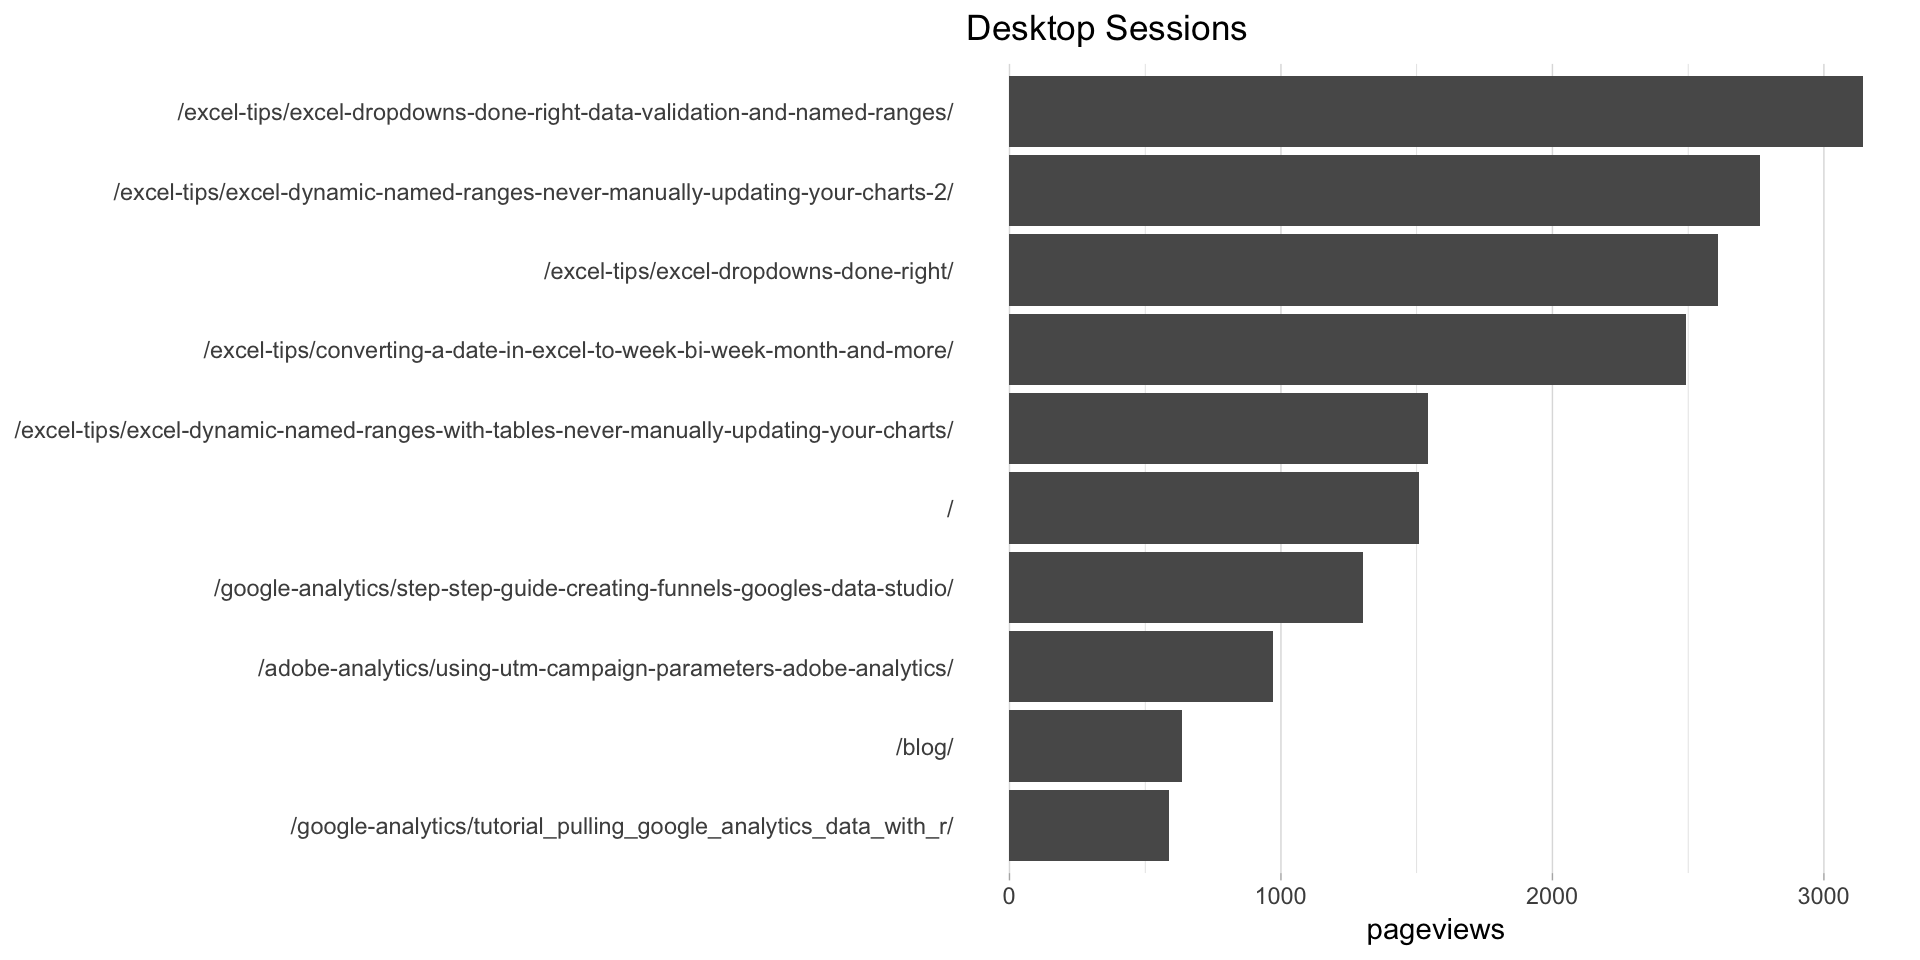 Desktop Sessions
/excel-tips/excel-dropdowns-done-right-data-validation-and-named-ranges/
/excel-tips/excel-dynamic-named-ranges-never-manually-updating-your-charts-2/
/excel-tips/excel-dropdowns-done-right/
/excel-tips/converting-a-date-in-excel-to-week-bi-week-month-and-more/
/excel-tips/excel-dynamic-named-ranges-with-tables-never-manually-updating-your-charts/
/
/google-analytics/step-step-guide-creating-funnels-googles-data-studio/
/adobe-analytics/using-utm-campaign-parameters-adobe-analytics/
/blog/
/google-analytics/tutorial_pulling_google_analytics_data_with_r/
0 1000 2000 3000
pageviews